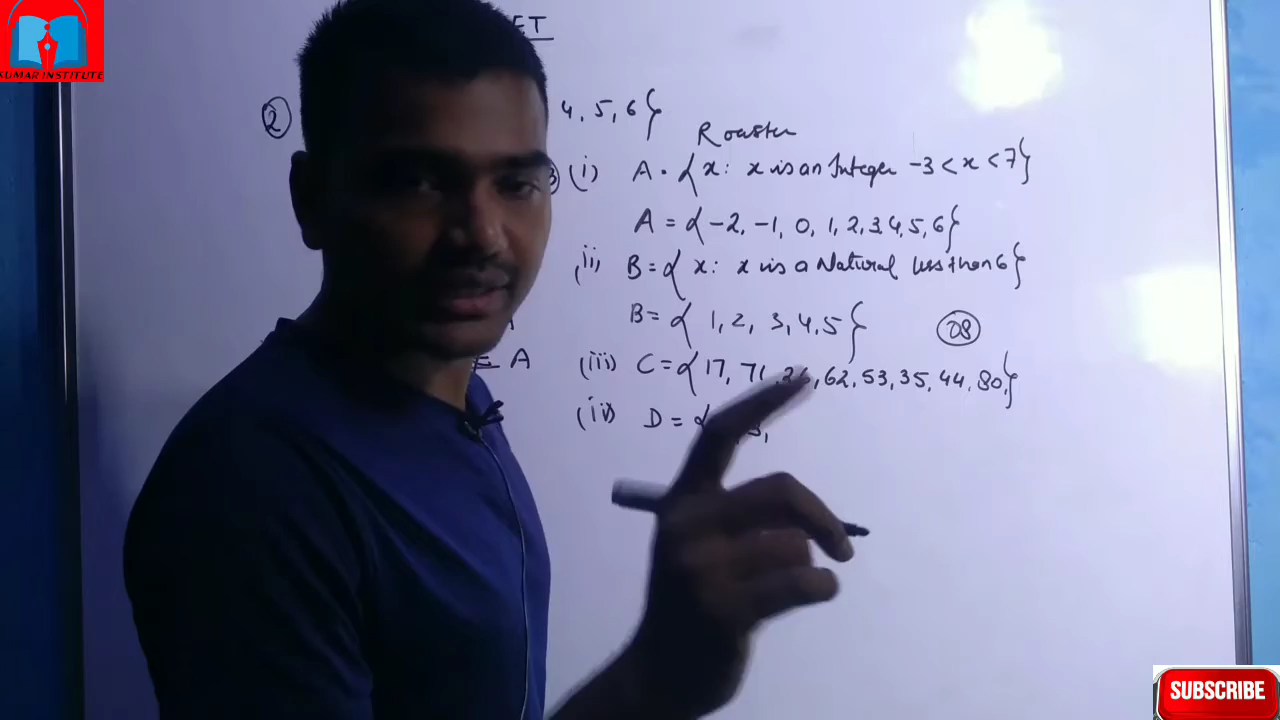 KUMAR INSTITUTE
ET
② 4, 5, 6}
Roaster
(i) A = {x: x is an Integer -3 < x < 7}
A = {-2, -1, 0, 1, 2, 3, 4, 5, 6}
(ii) B = {x: x is a Natural less than 6}
B = {1, 2, 3, 4, 5}
08
A
(iii) C = {17, 71, 26, 62, 53, 35, 44, 80,}
(iv) D = {
SUBSCRIBE